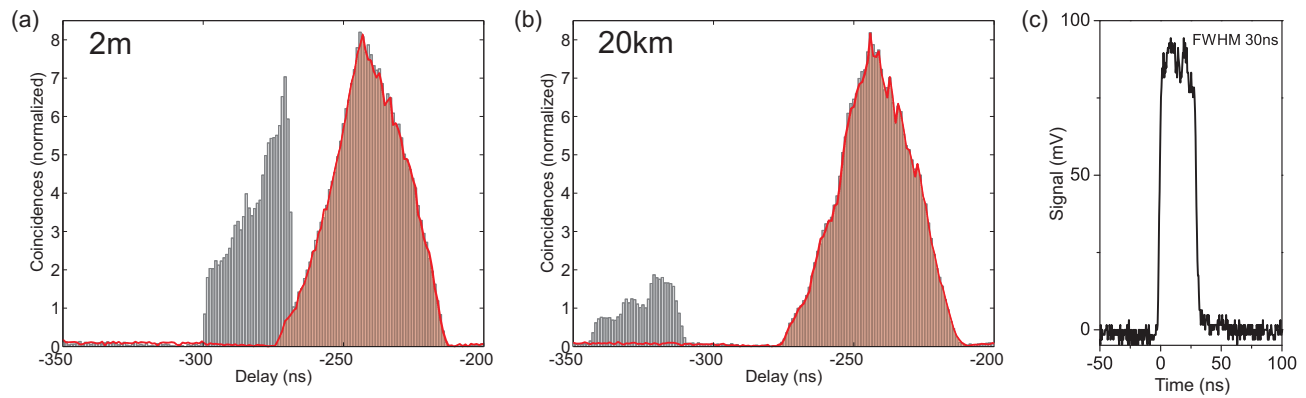 (a)
2m
Coincidences (normalized)
8
7
6
5
4
3
2
1
0
-350
-300
-250
-200
Delay (ns)
(b)
20km
Coincidences (normalized)
8
7
6
5
4
3
2
1
0
-350
-300
-250
-200
Delay (ns)
(c)
FWHM 30ns
Signal (mV)
100
50
0
-50
0
50
100
Time (ns)